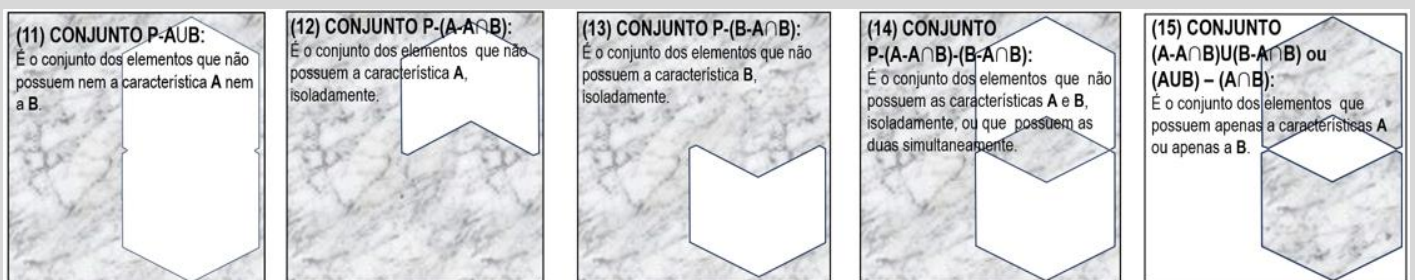 (11) CONJUNTO P-AUB:
É o conjunto dos elementos que não
possuem nem a característica A nem
a B.
(12) CONJUNTO P-(A-A∩B):
É o conjunto dos elementos que não
possuem a característica A,
isoladamente.
(13) CONJUNTO P-(B-A∩B):
É o conjunto dos elementos que não
possuem a característica B,
isoladamente.
(14) CONJUNTO
P-(A-A∩B)-(B-A∩B):
É o conjunto dos elementos que não
possuem as características A e B,
isoladamente, ou que possuem as
duas simultaneamente.
(15) CONJUNTO
(A-A∩B)U(B-A∩B) ou
(AUB) – (A∩B):
É o conjunto dos elementos que
possuem apenas a características A
ou apenas a B.